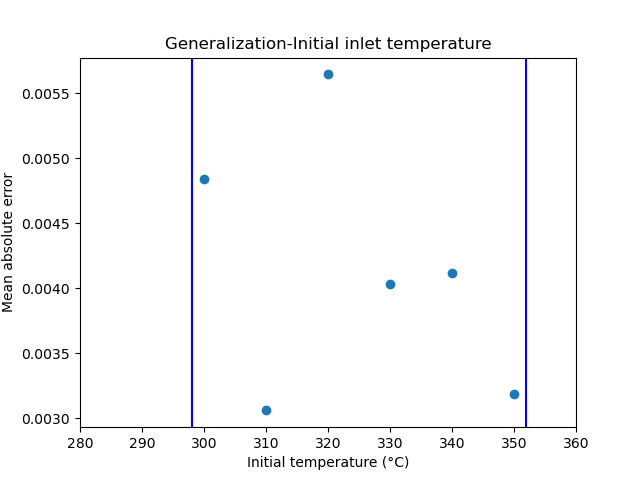 Generalization-Initial inlet temperature
Mean absolute error
0.0055
0.0050
0.0045
0.0040
0.0035
0.0030
280 290 300 310 320 330 340 350 360
Initial temperature (°C)